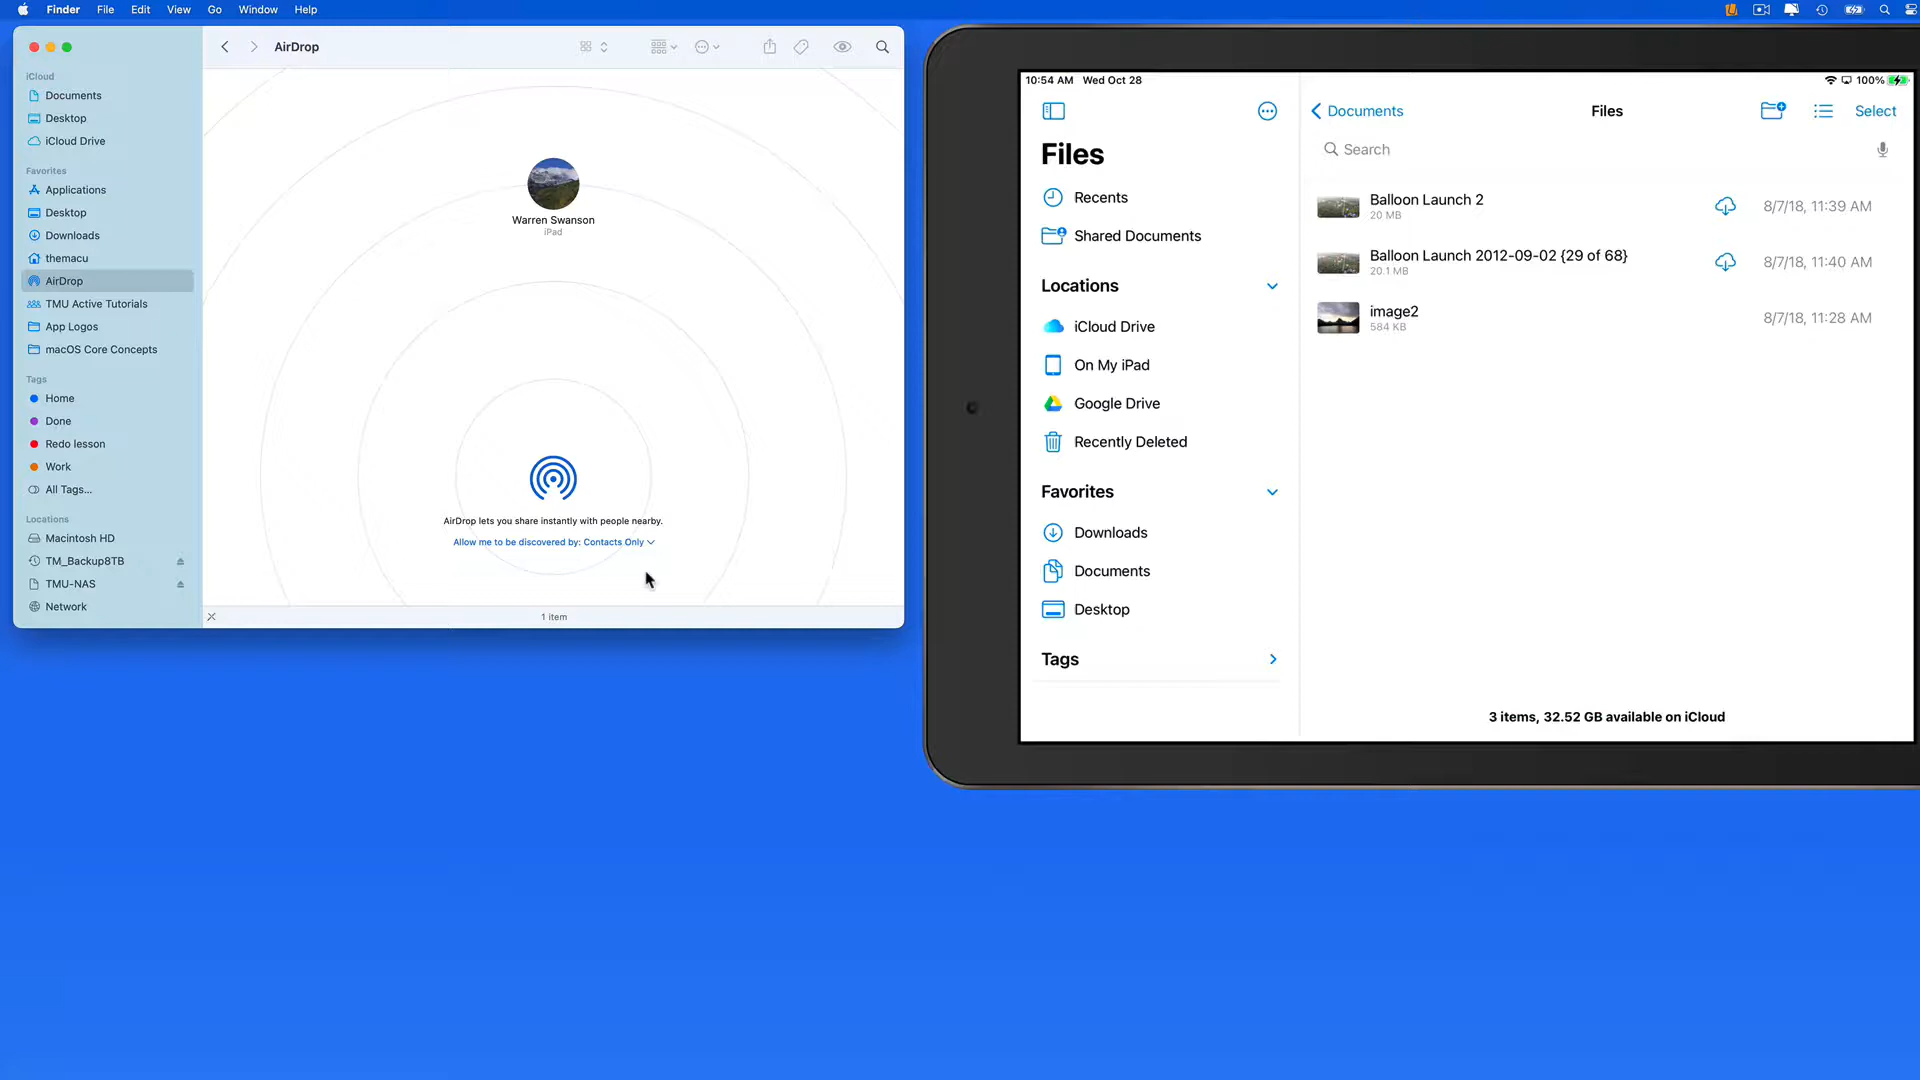 Finder File Edit View Go Window Help
AirDrop
iCloud
Documents
Desktop
iCloud Drive
Favorites
Applications
Desktop
Downloads
themacu
AirDrop
TMU Active Tutorials
App Logos
macOS Core Concepts
Tags
Home
Done
Redo lesson
Work
All Tags...
Locations
Macintosh HD
TM_Backup8TB
TMU-NAS
Network
Warren Swanson
iPad
AirDrop lets you share instantly with people nearby.
Allow me to be discovered by: Contacts Only
1 item
10:54 AM Wed Oct 28
100%
Files
Recents
Shared Documents
Locations
iCloud Drive
On My iPad
Google Drive
Recently Deleted
Favorites
Downloads
Documents
Desktop
Tags
Documents Files Select
Search
Balloon Launch 2
20 MB
8/7/18, 11:39 AM
Balloon Launch 2012-09-02 {29 of 68}
20.1 MB
8/7/18, 11:40 AM
image2
584 KB
8/7/18, 11:28 AM
3 items, 32.52 GB available on iCloud